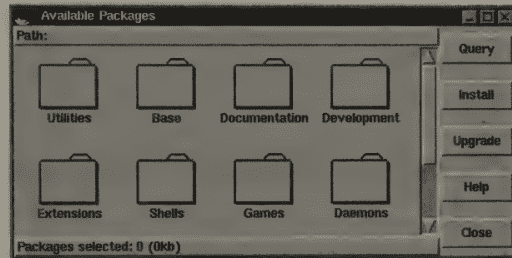 Available Packages
Path:
Query
Utilities Base Documentation Development
Install
Upgrade
Help
Extensions Shells Games Daemons
Close
Packages selected: 0 (0kb)